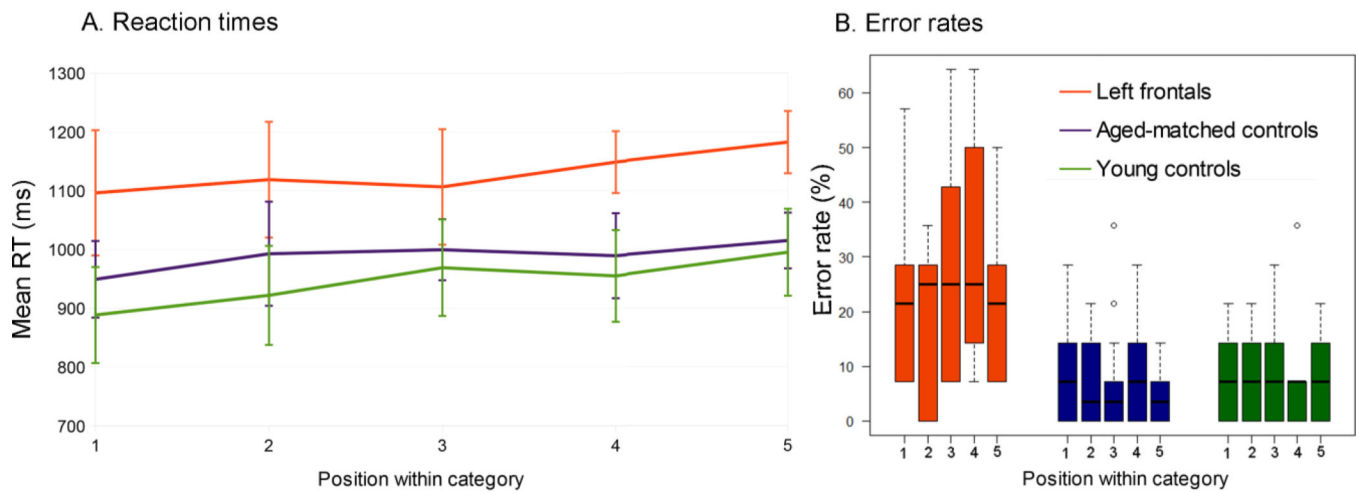 A. Reaction times
Mean RT (ms)
1300
1200
1100
1000
900
800
700
1
2
3
4
5
Position within category
B. Error rates
Error rate (%)
60
50
40
30
20
10
0
Left frontals
Aged-matched controls
Young controls
1 2 3 4 5
1 2 3 4 5
1 2 3 4 5
Position within category